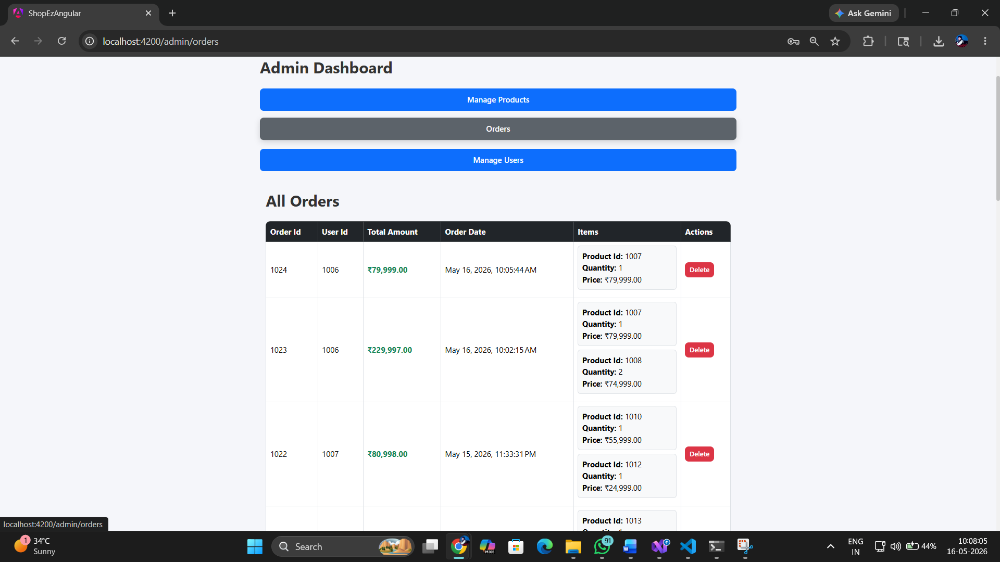 ShopEzAngular
Ask Gemini
localhost:4200/admin/orders
Admin Dashboard
Manage Products
Orders
Manage Users
All Orders
Order Id User Id Total Amount Order Date Items Actions
1024 1006 ₹79,999.00 May 16, 2026, 10:05:44 AM
Product Id: 1007
Quantity: 1
Price: ₹79,999.00
Delete
1023 1006 ₹229,997.00 May 16, 2026, 10:02:15 AM
Product Id: 1007
Quantity: 1
Price: ₹79,999.00
Product Id: 1008
Quantity: 2
Price: ₹74,999.00
Delete
1022 1007 ₹80,998.00 May 15, 2026, 11:33:31 PM
Product Id: 1010
Quantity: 1
Price: ₹55,999.00
Product Id: 1012
Quantity: 1
Price: ₹24,999.00
Delete
Product Id: 1013
localhost:4200/admin/orders
1
34°C
Sunny
Search
M365
91
W
ENG
IN
44%
10:08:05
16-05-2026